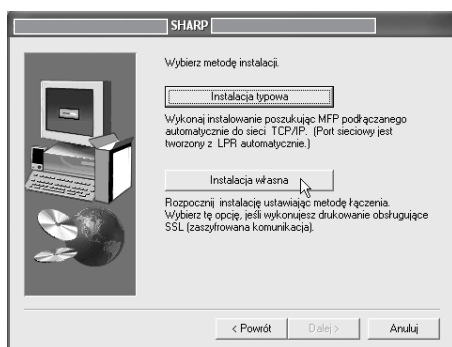 SHARP
Wybierz metodę instalacji.
Instalacja typowa
Wykonaj instalowanie poszukując MFP podłączanego
automatycznie do sieci TCP/IP. (Port sieciowy jest
tworzony z LPR automatycznie.)
Instalacja własna
Rozpocznij instalację ustawiając metodę łączenia.
Wybierz tę opcję, jeśli wykonujesz drukowanie obsługujące
SSL (zaszyfrowana komunikacja).
< Powrót
Dalej >
Anuluj